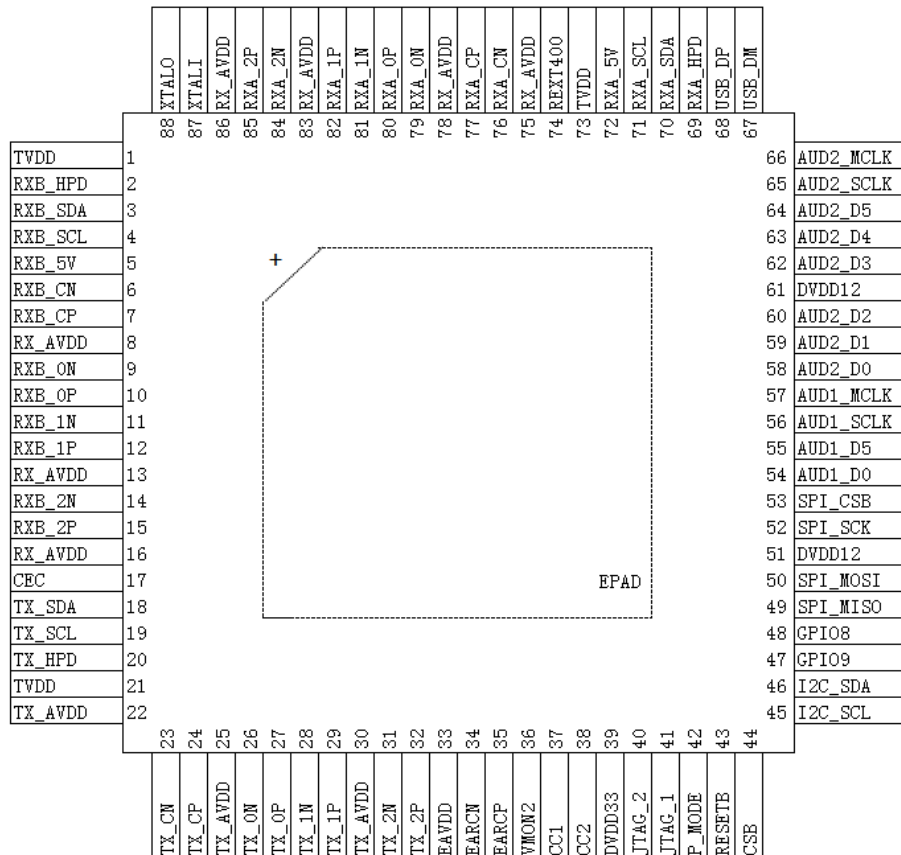 XTALO 88
XTALI 87
RX_AVDD 86
RXA_2P 85
RXA_2N 84
RX_AVDD 83
RXA_1P 82
RXA_1N 81
RXA_0P 80
RXA_0N 79
RX_AVDD 78
RXA_CP 77
RXA_CN 76
RX_AVDD 75
REXT400 74
TVDD 73
RXA_5V 72
RXA_SCL 71
RXA_SDA 70
RXA_HPD 69
USB_DP 68
USB_DM 67
TVDD 1
RXB_HPD 2
RXB_SDA 3
RXB_SCL 4
RXB_5V 5
RXB_CN 6
RXB_CP 7
RX_AVDD 8
RXB_0N 9
RXB_0P 10
RXB_1N 11
RXB_1P 12
RX_AVDD 13
RXB_2N 14
RXB_2P 15
RX_AVDD 16
CEC 17
TX_SDA 18
TX_SCL 19
TX_HPD 20
TVDD 21
TX_AVDD 22
+
EPAD
66 AUD2_MCLK
65 AUD2_SCLK
64 AUD2_D5
63 AUD2_D4
62 AUD2_D3
61 DVDD12
60 AUD2_D2
59 AUD2_D1
58 AUD2_D0
57 AUD1_MCLK
56 AUD1_SCLK
55 AUD1_D5
54 AUD1_D0
53 SPI_CSB
52 SPI_SCK
51 DVDD12
50 SPI_MOSI
49 SPI_MISO
48 GPIO8
47 GPIO9
46 I2C_SDA
45 I2C_SCL
23 TX_CN
24 TX_CP
25 TX_AVDD
26 TX_0N
27 TX_0P
28 TX_1N
29 TX_1P
30 TX_AVDD
31 TX_2N
32 TX_2P
33 EAVDD
34 EARCN
35 EARCP
36 VMON2
37 CC1
38 CC2
39 DVDD33
40 JTAG_2
41 JTAG_1
42 P_MODE
43 RESETB
44 CSB